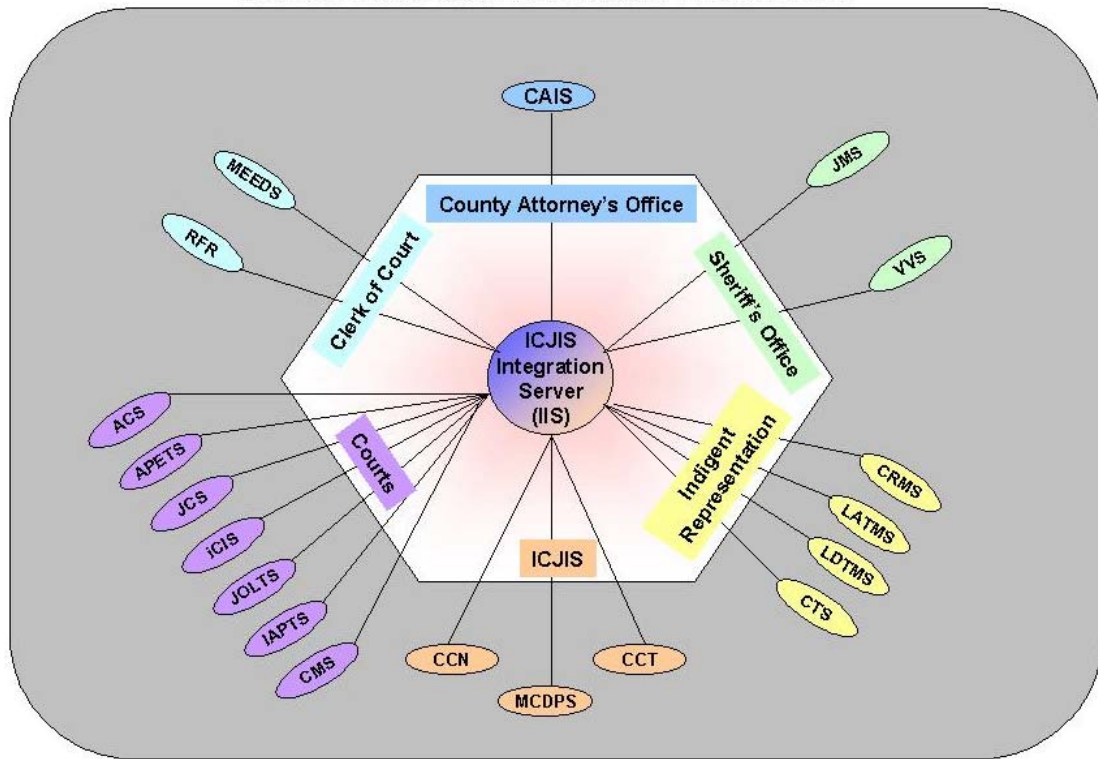 CAIS
MEEDS
JMS
RFR
VVS
County Attorney's Office
Clerk of Court
Sheriff's Office
ICJIS
Integration
Server
(IIS)
ACS
APETS
JCS
iCIS
JOLTS
IAPTS
CMS
Courts
Indigent
Representation
CRMS
LATMS
LDTMS
CTS
ICJIS
CCN
CCT
MCDPS